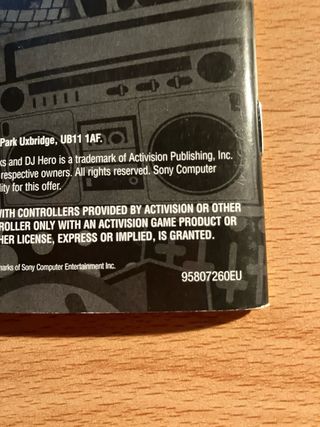 Park Uxbridge, UB11 1AF.
ks and DJ Hero is a trademark of Activision Publishing, Inc.
respective owners. All rights reserved. Sony Computer
lity for this offer.
WITH CONTROLLERS PROVIDED BY ACTIVISION OR OTHER
ROLLER ONLY WITH AN ACTIVISION GAME PRODUCT OR
HER LICENSE, EXPRESS OR IMPLIED, IS GRANTED.
marks of Sony Computer Entertainment Inc.
95807260EU